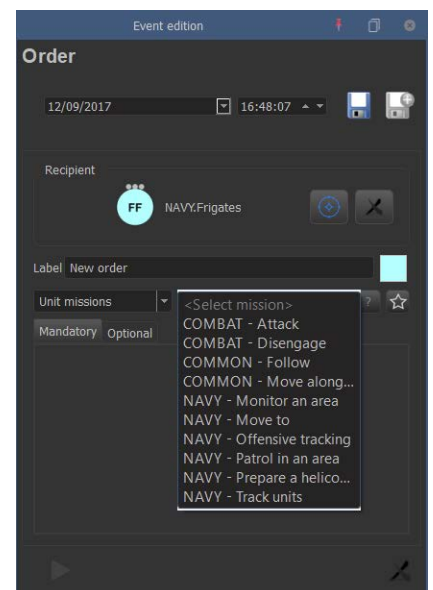 Event edition
Order
12/09/2017 16:48:07
Recipient
FF NAVY.Frigates
Label New order
Unit missions <Select mission> ?
Mandatory Optional
COMBAT - Attack
COMBAT - Disengage
COMMON - Follow
COMMON - Move along...
NAVY - Monitor an area
NAVY - Move to
NAVY - Offensive tracking
NAVY - Patrol in an area
NAVY - Prepare a helico...
NAVY - Track units